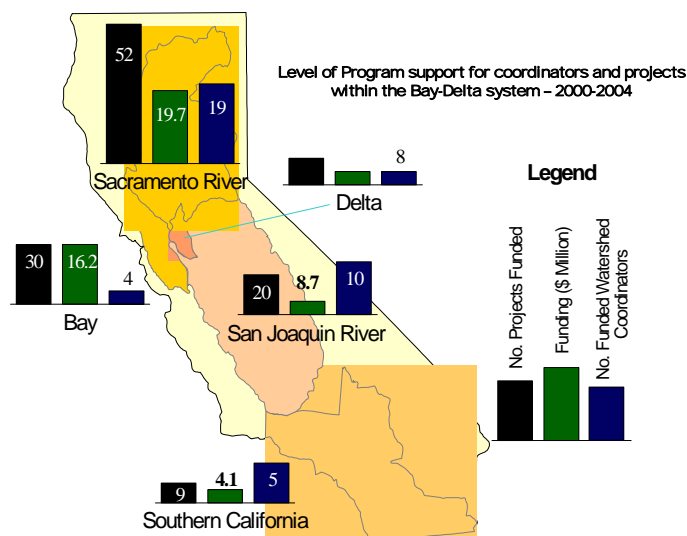 Level of Program support for coordinators and projects
within the Bay-Delta system – 2000-2004
52
19.7
19
Sacramento River
8
Delta
Legend
No. Projects Funded
Funding ($ Million)
No. Funded Watershed
Coordinators
30
16.2
4
Bay
20
8.7
10
San Joaquin River
9
4.1
5
Southern California